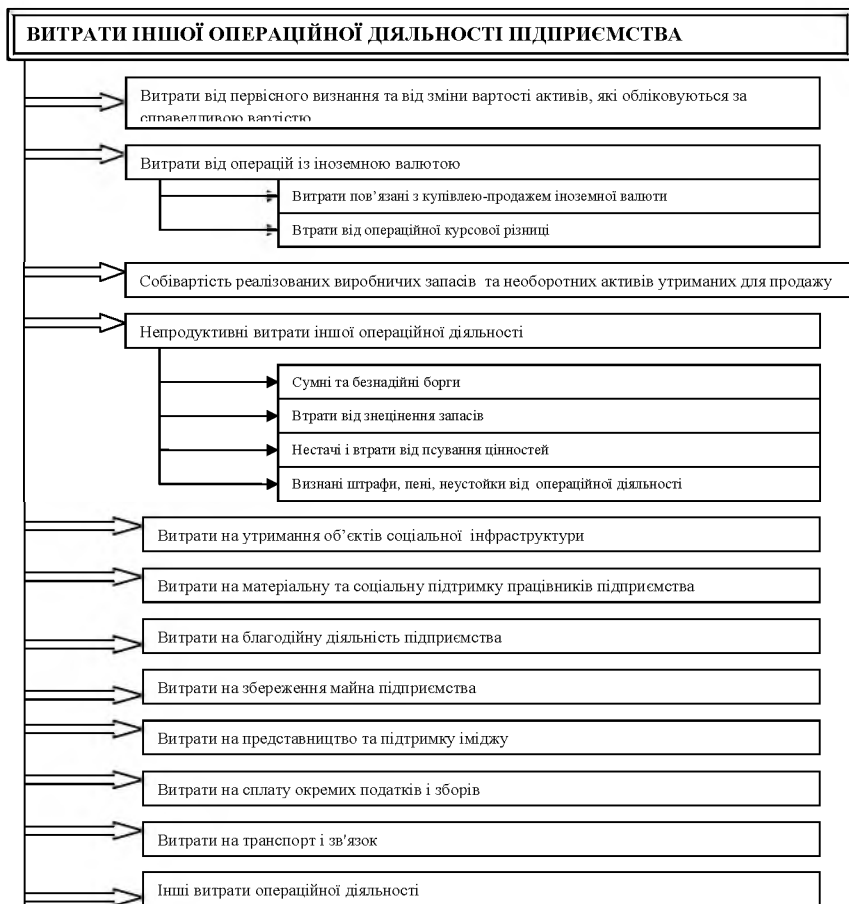 ВИТРАТИ ІНШОЇ ОПЕРАЦІЙНОЇ ДІЯЛЬНОСТІ ПІДПРИЄМСТВА
Витрати від первісного визнання та від зміни вартості активів, які обліковуються за
справедливою вартістю
Витрати від операцій із іноземною валютою
Витрати пов’язані з купівлею-продажем іноземної валюти
Втрати від операційної курсової різниці
Собівартість реалізованих виробничих запасів та необоротних активів утриманих для продажу
Непродуктивні витрати іншої операційної діяльності
Сумні та безнадійні борги
Втрати від знецінення запасів
Нестачі і втрати від псування цінностей
Визнані штрафи, пені, неустойки від операційної діяльності
Витрати на утримання об’єктів соціальної інфраструктури
Витрати на матеріальну та соціальну підтримку працівників підприємства
Витрати на благодійну діяльність підприємства
Витрати на збереження майна підприємства
Витрати на представництво та підтримку іміджу
Витрати на сплату окремих податків і зборів
Витрати на транспорт і зв'язок
Інші витрати операційної діяльності